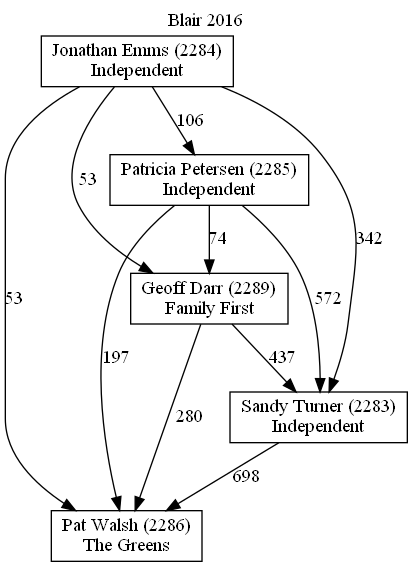 Blair 2016
Jonathan Emms (2284)
Independent
106
Patricia Petersen (2285)
Independent
53
74
342
Geoff Darr (2289)
Family First
53
197
572
437
280
Sandy Turner (2283)
Independent
698
Pat Walsh (2286)
The Greens